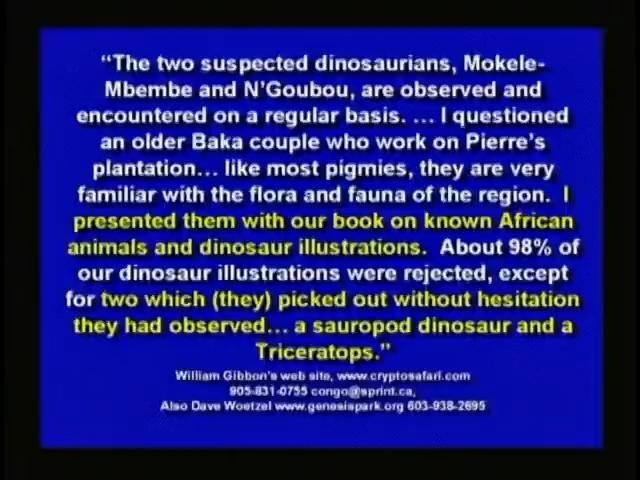 “The two suspected dinosaurians, Mokele-
Mbembe and N’Goubou, are observed and
encountered on a regular basis. … I questioned
an older Baka couple who work on Pierre’s
plantation… like most pigmies, they are very
familiar with the flora and fauna of the region. I
presented them with our book on known African
animals and dinosaur illustrations. About 98% of
our dinosaur illustrations were rejected, except
for two which (they) picked out without hesitation
they had observed… a sauropod dinosaur and a
Triceratops.”
William Gibbon's web site, www.cryptosafari.com
905-831-0755 congo@sprint.ca,
Also Dave Woetzel www.genesispark.org 603-938-2695